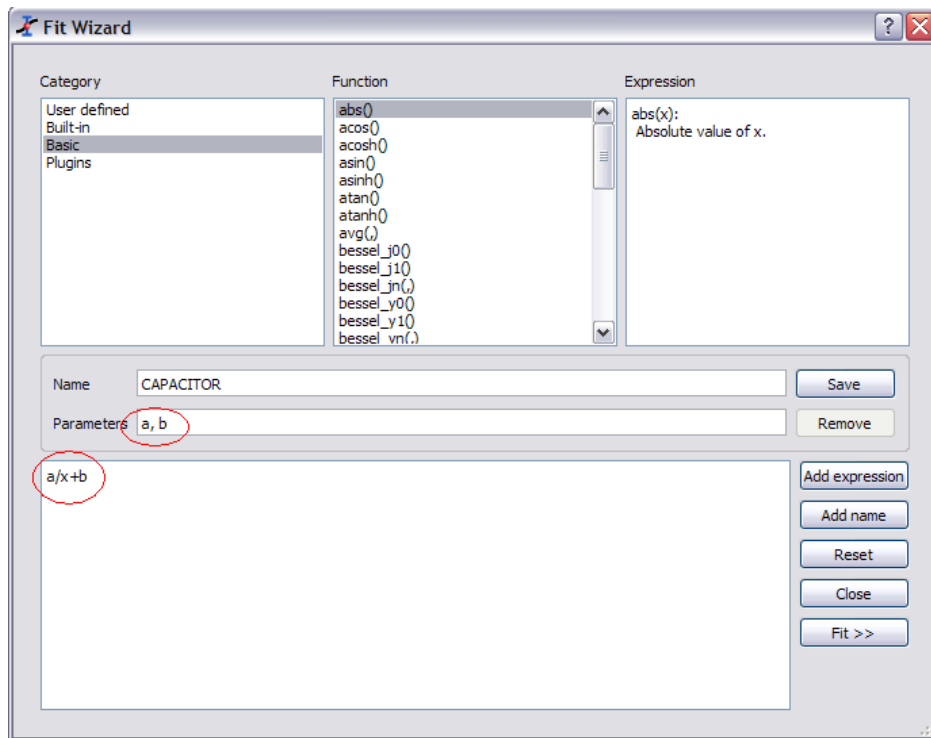 Fit Wizard
Category
User defined
Built-in
Basic
Plugins
Function
abs()
acos()
acosh()
asin()
asinh()
atan()
atanh()
avg(,)
bessel_j0()
bessel_j1()
bessel_jn(,)
bessel_y0()
bessel_y1()
bessel_yn(,)
Expression
abs(x):
Absolute value of x.
Name CAPACITOR Save
Parameters a, b Remove
a/x+b
Add expression
Add name
Reset
Close
Fit >>